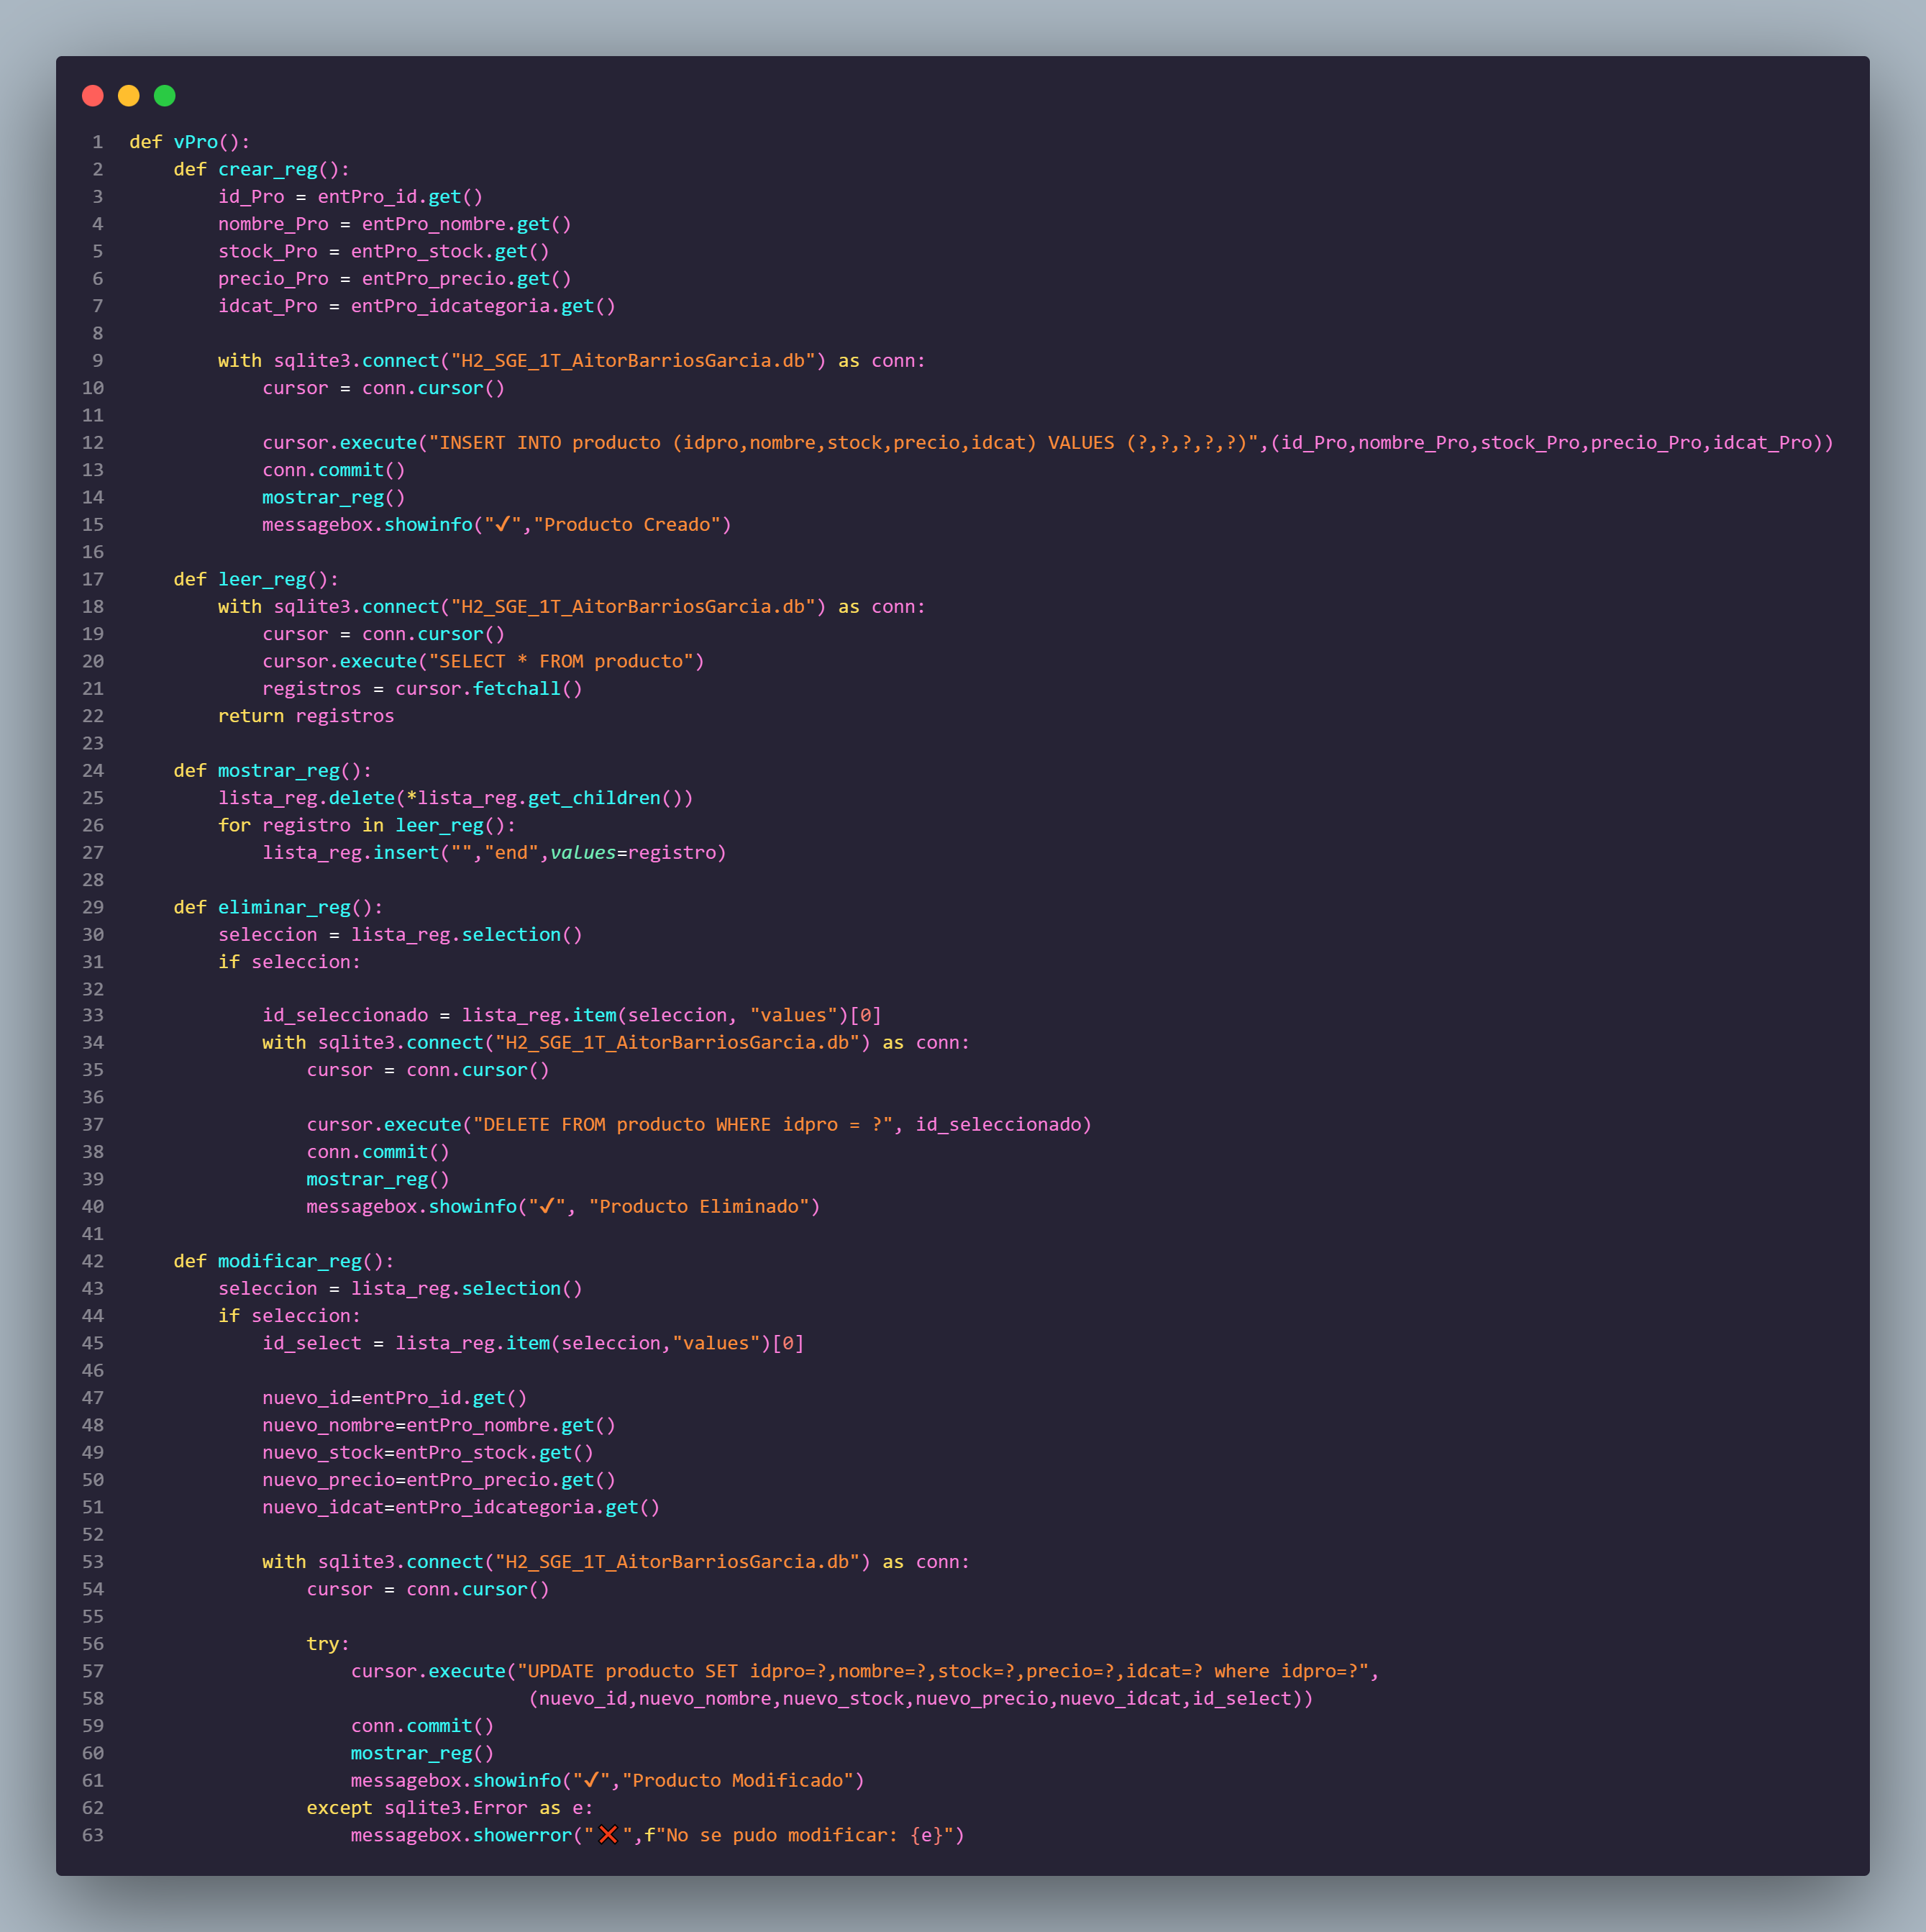 1 def vPro():
2     def crear_reg():
3         id_Pro = entPro_id.get()
4         nombre_Pro = entPro_nombre.get()
5         stock_Pro = entPro_stock.get()
6         precio_Pro = entPro_precio.get()
7         idcat_Pro = entPro_idcategoria.get()
8
9         with sqlite3.connect("H2_SGE_1T_AitorBarriosGarcia.db") as conn:
10             cursor = conn.cursor()
11
12             cursor.execute("INSERT INTO producto (idpro,nombre,stock,precio,idcat) VALUES (?,?,?,?,?)",(id_Pro,nombre_Pro,stock_Pro,precio_Pro,idcat_Pro))
13             conn.commit()
14             mostrar_reg()
15             messagebox.showinfo("✔","Producto Creado")
16
17     def leer_reg():
18         with sqlite3.connect("H2_SGE_1T_AitorBarriosGarcia.db") as conn:
19             cursor = conn.cursor()
20             cursor.execute("SELECT * FROM producto")
21             registros = cursor.fetchall()
22         return registros
23
24     def mostrar_reg():
25         lista_reg.delete(*lista_reg.get_children())
26         for registro in leer_reg():
27             lista_reg.insert("","end",values=registro)
28
29     def eliminar_reg():
30         seleccion = lista_reg.selection()
31         if seleccion:
32
33             id_seleccionado = lista_reg.item(seleccion, "values")[0]
34             with sqlite3.connect("H2_SGE_1T_AitorBarriosGarcia.db") as conn:
35                 cursor = conn.cursor()
36
37                 cursor.execute("DELETE FROM producto WHERE idpro = ?", id_seleccionado)
38                 conn.commit()
39                 mostrar_reg()
40                 messagebox.showinfo("✔", "Producto Eliminado")
41
42     def modificar_reg():
43         seleccion = lista_reg.selection()
44         if seleccion:
45             id_select = lista_reg.item(seleccion,"values")[0]
46
47             nuevo_id=entPro_id.get()
48             nuevo_nombre=entPro_nombre.get()
49             nuevo_stock=entPro_stock.get()
50             nuevo_precio=entPro_precio.get()
51             nuevo_idcat=entPro_idcategoria.get()
52
53             with sqlite3.connect("H2_SGE_1T_AitorBarriosGarcia.db") as conn:
54                 cursor = conn.cursor()
55
56                 try:
57                     cursor.execute("UPDATE producto SET idpro=?,nombre=?,stock=?,precio=?,idcat=? where idpro=?",
58                                     (nuevo_id,nuevo_nombre,nuevo_stock,nuevo_precio,nuevo_idcat,id_select))
59                     conn.commit()
60                     mostrar_reg()
61                     messagebox.showinfo("✔","Producto Modificado")
62                 except sqlite3.Error as e:
63                     messagebox.showerror("❌",f"No se pudo modificar: {e}")